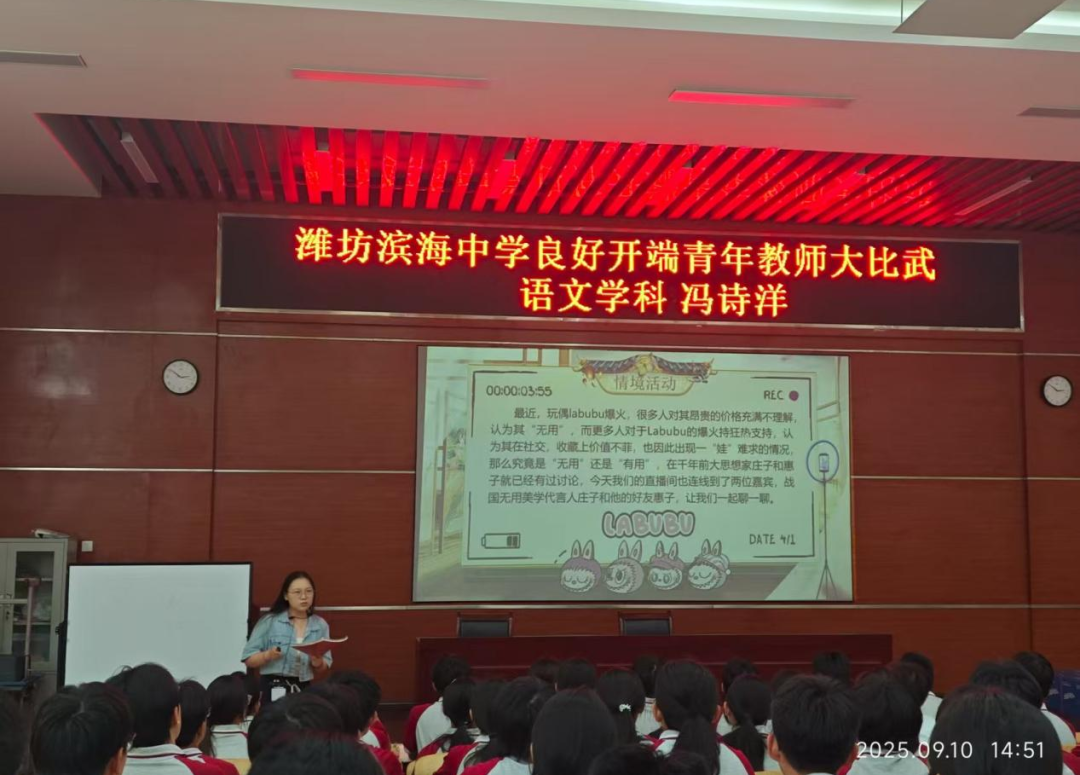 潍坊滨海中学良好开端青年教师大比武
语文学科 冯诗洋
情境活动
00:00:03:55
REC
最近，玩偶labubu爆火，很多人对其昂贵的价格充满不理解，
认为其“无用”，而更多人对于Labubu的爆火持狂热支持，认
为其在社交，收藏上价值不菲，也因此出现一“娃”难求的情况，
那么究竟是“无用”还是“有用”，在千年前大思想家庄子和惠
子就已经有过讨论，今天我们的直播间也连线到了两位嘉宾，战
国无用美学代言人庄子和他的好友惠子，让我们一起聊一聊。
LABUBU
DATE 4/1
2025.09.10 14:51